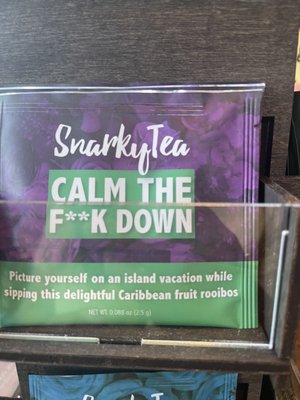 SnarkyTea
CALM THE
F**K DOWN
Picture yourself on an island vacation while
sipping this delightful Caribbean fruit rooibos
NET WT. 0.088 oz (2.5 g)